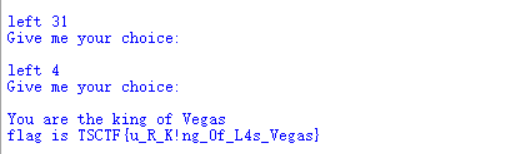 left 31
Give me your choice:
left 4
Give me your choice:
You are the king of Vegas
flag is TSCTF{u_R_K!ng_Of_L4s_Vegas}